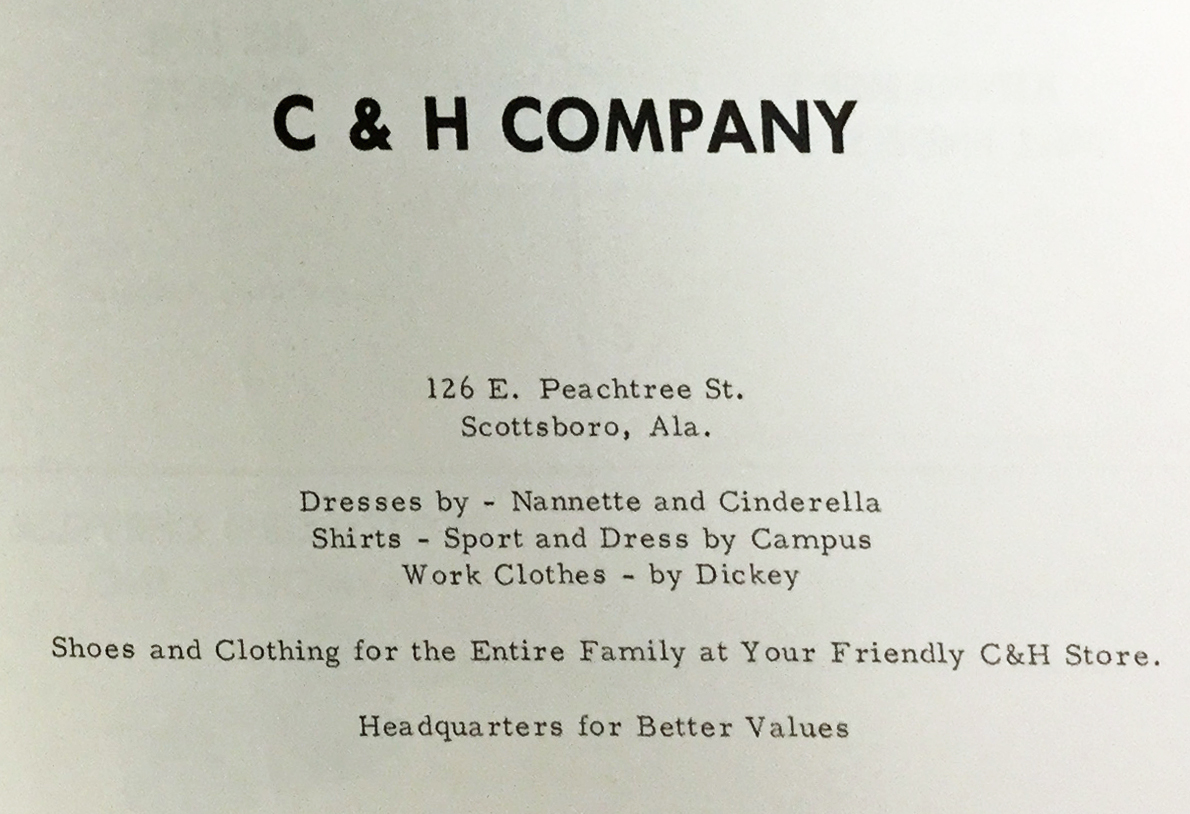 C & H COMPANY
126 E. Peachtree St.
Scottsboro, Ala.
Dresses by - Nannette and Cinderella
Shirts - Sport and Dress by Campus
Work Clothes - by Dickey
Shoes and Clothing for the Entire Family at Your Friendly C&H Store.
Headquarters for Better Values